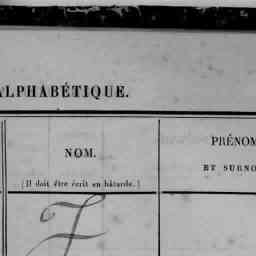 ALPHABÉTIQUE.
NOM.
(Il doit être écrit en bâtarde.)
PRÉNOM
ET SURNO
F